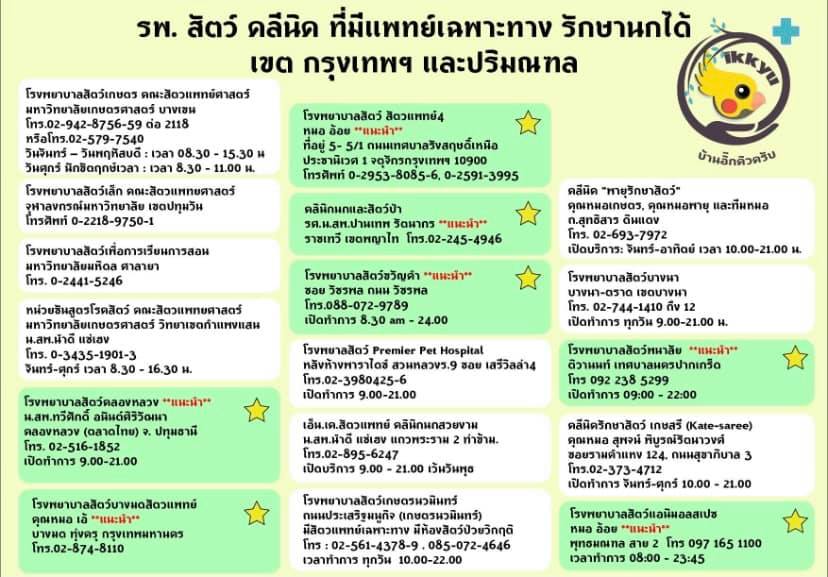 รพ. สัตว์ คลีนิค ที่มีแพทย์เฉพาะทาง รักษานกได้
เขต กรุงเทพฯ และปริมณฑล
ikkyu
บ้านอิ๊กคิวครับ
โรงพยาบาลสัตว์เกษตร คณะสัตวแพทย์ศาสตร์
มหาวิทยาลัยเกษตรศาสตร์ บางเขน
โทร.02-942-8756-59 ต่อ 2118
หรือโทร.02-579-7540
วันจันทร์ – วันพฤหัสบดี : เวลา 08.30 - 15.30 น
วันศุกร์ นักขัตฤกษ์เวลา : เวลา 8.30 - 11.00 น.
โรงพยาบาลสัตว์เล็ก คณะสัตวแพทยศาสตร์
จุฬาลงกรณ์มหาวิทยาลัย เขตปทุมวัน
โทรศัพท์ 0-2218-9750-1
โรงพยาบาลสัตว์เพื่อการเรียนการสอน
มหาวิทยาลัยมหิดล ศาลายา
โทร. 0-2441-5246
หน่วยชันสูตรโรคสัตว์ คณะสัตวแพทยศาสตร์
มหาวิทยาลัยเกษตรศาสตร์ วิทยาเขตกำแพงแสน
น.สพ.น้าดี แซ่เฮง
โทร. 0-3435-1901-3
จันทร์-ศุกร์ เวลา 8.30 - 16.30 น.
โรงพยาบาลสัตว์คลองหลวง **แนะนำ**
น.สพ.ทวีศักดิ์ อนันต์ศิริวัฒนา
คลองหลวง (ตลาดไทย) จ. ปทุมธานี
โทร. 02-516-1852
เปิดทำการ 9.00-21.00
โรงพยาบาลสัตว์บางมดสัตวแพทย์
คุณหมอ เอ้ **แนะนำ**
บางมด ทุ่งครุ กรุงเทพมหานคร
โทร.02-874-8110
โรงพยาบาลสัตว์ สัตวแพทย์4
หมอ อ้อย **แนะนำ**
ที่อยู่ 5- 5/1 ถนนเทศบาลรังสฤษดิ์เหนือ
ประชานิเวศ 1 จตุจักรกรุงเทพฯ 10900
โทรศัพท์ 0-2953-8085-6, 0-2591-3995
คลินิกนกและสัตว์ป่า
รศ.น.สพ.ปานเทพ รัตนากร **แนะนำ**
ราชเทวี เขตพญาไท โทร.02-245-4946
โรงพยาบาลสัตว์ขวัญคำ **แนะนำ**
ซอย วัชรพล ถนน วัชรพล
โทร.088-072-9789
เปิดทำการ 8.30 am - 24.00
โรงพยาบาลสัตว์ Premier Pet Hospital
หลังห้างพาราไดซ์ สวนหลวงร.9 ซอย เสรีวิลล่า4
โทร.02-3980425-6
เปิดทำการ 9.00-21.00
เอ็น.เค.สัตวแพทย์ คลินิกนกสวยงาม
น.สพ.น้าดี แซ่เฮง แถวพระราม 2 ท่าข้าม.
โทร.02-895-6247
เปิดบริการ 9.00 - 21.00 เว้นวันพุธ
โรงพยาบาลสัตว์เกษตรนวมินทร์
ถนนประเสริฐมนูกิจ (เกษตรนวมินทร์)
มีสัตวแพทย์เฉพาะทาง มีห้องสัตว์ป่วยวิกฤติ
โทร : 02-561-4378-9 . 085-072-4646
เวลาทำการ ทุกวัน 10.00-22.00
คลีนิค "พายุรักษาสัตว์"
คุณหมอเกษตร, คุณหมอพายุ และทีมหมอ
ถ.สุทธิสาร ดินแดง
โทร. 02-693-7972
เปิดบริการ: จันทร์-อาทิตย์ เวลา 10.00-21.00 น.
โรงพยาบาลสัตว์บางนา
บางนา-ตราด เขตบางนา
โทร. 02-744-1410 ถึง 12
เปิดทำการ ทุกวัน 9.00-21.00 น.
โรงพยาบาลสัตว์ทนาลัย **แนะนำ**
ติวานนท์ เทศบาลนครปากเกร็ด
โทร 092 238 5299
เปิดทำการ 09:00 - 22:00
คลีนิครักษาสัตว์ เกษสรี (Kate-saree)
คุณหมอ สุพจน์ พิบูรณ์รัตนาวงศ์
ซอยรามคำแหง 124, ถนนสุขาภิบาล 3
โทร.02-373-4712
เปิดทำการ จันทร์-ศุกร์ 10.00 - 21.00
โรงพยาบาลสัตว์แอนิมอลสเปซ
หมอ อ้อย **แนะนำ**
พุทธมณฑล สาย 2 โทร 097 165 1100
เวลาทำการ 08:00 - 23:45